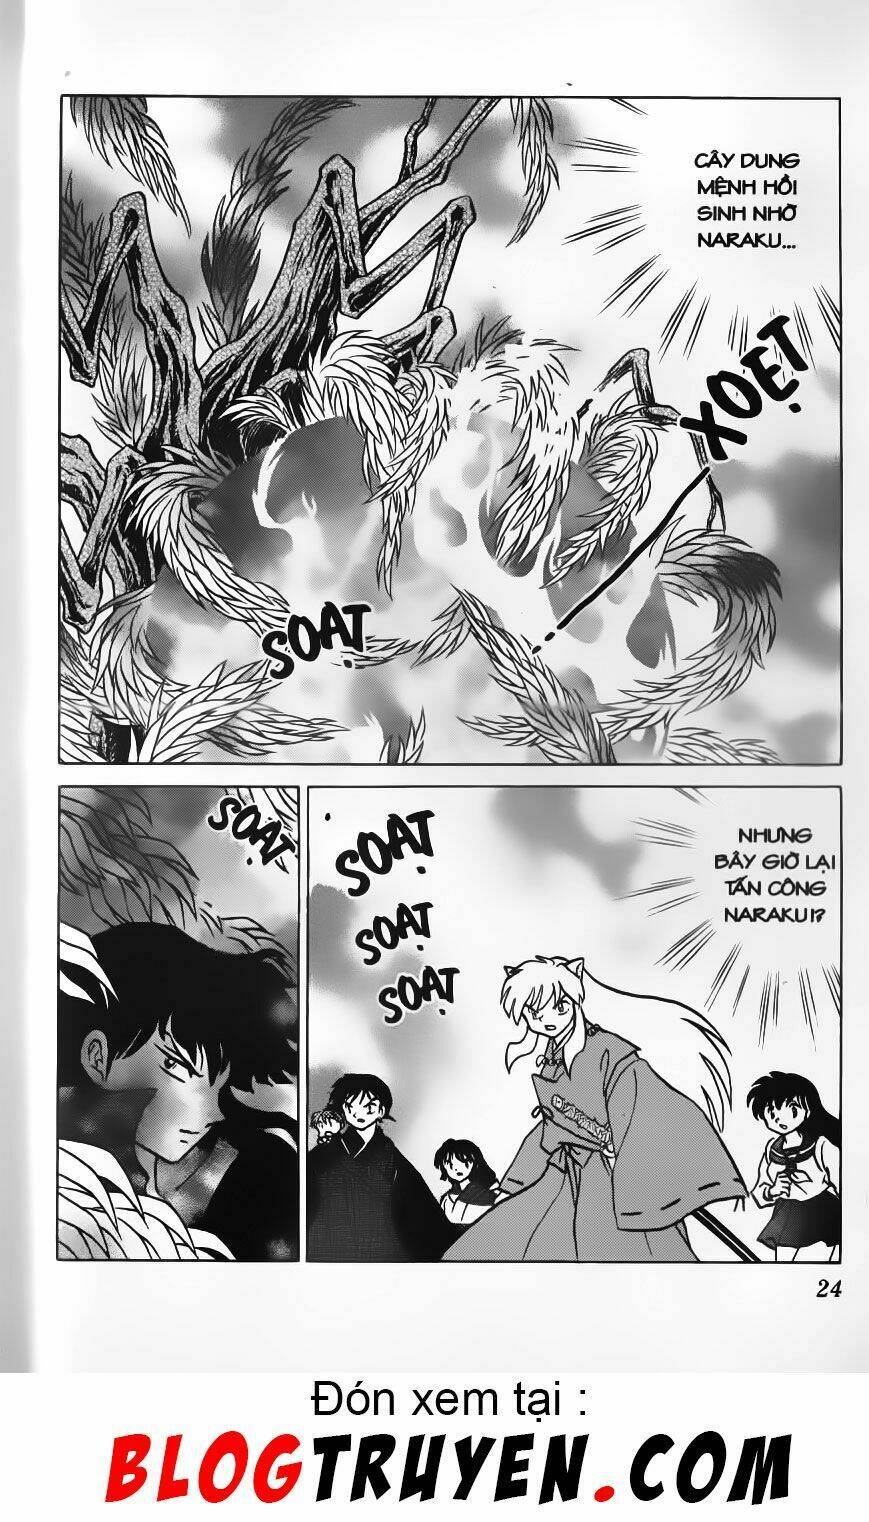 CÂY DUNG
MỆNH HỒI
SINH NHỜ
NARAKU...
XOẸT
SOẠT
SOẠT
SOẠT
SOẠT
SOẠT
NHƯNG
BÂY GIỜ LẠI
TẤN CÔNG
NARAKU!?
24
Đón xem tại :
BLOGTRUYEN.COM